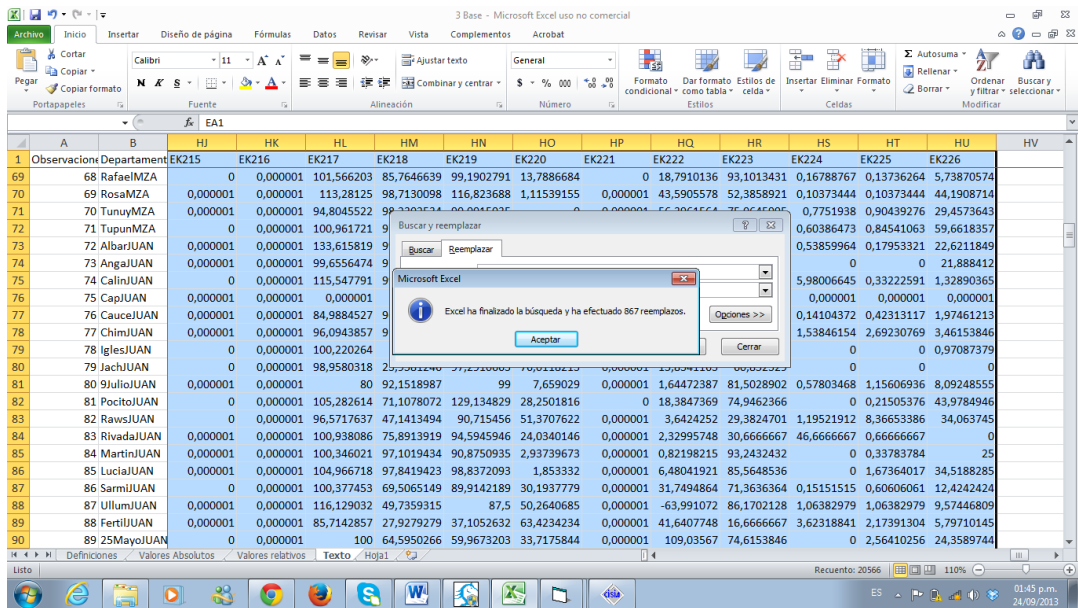 3 Base - Microsoft Excel uso no comercial
Archivo Inicio Insertar Diseño de página Fórmulas Datos Revisar Vista Complementos Acrobat
Pegar
Cortar
Copiar
Copiar formato
Portapapeles
Calibri 11
N K S
Fuente
Ajustar texto
Combinar y centrar
Alineación
General
$ % 000
Número
Formato condicional
Dar formato como tabla
Estilos de celda
Estilos
Insertar Eliminar Formato
Celdas
Σ Autosuma
Rellenar
Borrar
Ordenar y filtrar
Buscar y seleccionar
Modificar
fx EA1
A B HJ HK HL HM HN HO HP HQ HR HS HT HU HV
1 Observacione Departament EK215 EK216 EK217 EK218 EK219 EK220 EK221 EK222 EK223 EK224 EK225 EK226
69 68 RafaelMZA 0 0,000001 101,566203 85,7646639 99,1902791 13,7886684 0 18,7910136 93,1013431 0,16788767 0,13736264 5,73870574
70 69 RosaMZA 0,000001 0,000001 113,28125 98,7130098 116,823688 1,11539155 0,000001 43,5905578 52,3858921 0,10373444 0,10373444 44,1908714
71 70 TunuyMZA 0,000001 0,000001 94,8045522 0,7751938 0,90439276 29,4573643
72 71 TupunMZA 0 0,000001 100,961721 9 0,60386473 0,84541063 59,6618357
73 72 AlbarJUAN 0,000001 0,000001 133,615819 9 0,53859964 0,17953321 22,6211849
74 73 AngaJUAN 0,000001 0,000001 99,6556474 9 0 0 21,888412
75 74 CalinJUAN 0 0,000001 115,547791 9 5,98006645 0,33222591 1,32890365
76 75 CapJUAN 0,000001 0,000001 0,000001 0,000001 0,000001 0,000001
77 76 CauceJUAN 0,000001 0,000001 84,9884527 9 0,14104372 0,42313117 1,97461213
78 77 ChimJUAN 0,000001 0,000001 96,0943857 9 1,53846154 2,69230769 3,46153846
79 78 IglesJUAN 0 0,000001 100,220264 0 0 0,97087379
80 79 JachJUAN 0 0,000001 98,9580318 0 0 0
81 80 9JulioJUAN 0,000001 0,000001 80 92,1518987 99 7,659029 0,000001 1,64472387 81,5028902 0,57803468 1,15606936 8,09248555
82 81 PocitoJUAN 0 0,000001 105,282614 71,1078072 129,134829 28,2501816 0 18,3847369 74,9462366 0 0,21505376 43,9784946
83 82 RawsJUAN 0 0,000001 96,5717637 47,1413494 90,715456 51,3707622 0,000001 3,6424252 29,3824701 1,19521912 8,36653386 34,063745
84 83 RivadaJUAN 0,000001 0,000001 100,938086 75,8913919 94,5945946 24,0340146 0,000001 2,32995748 30,6666667 46,6666667 0,66666667 0
85 84 MartinJUAN 0,000001 0,000001 100,346021 97,1019434 90,8750935 2,93739673 0,000001 0,82198215 93,2432432 0 0,33783784 25
86 85 LuciaJUAN 0,000001 0,000001 104,966718 97,8419423 98,8372093 1,853332 0,000001 6,48041921 85,5648536 0 1,67364017 34,5188285
87 86 SarmiJUAN 0 0,000001 100,377453 69,5065149 89,9142189 30,1937779 0,000001 31,7494864 71,3636364 0,15151515 0,60606061 12,4242424
88 87 UllumJUAN 0,000001 0,000001 116,129032 49,7359315 87,5 50,2640685 0,000001 -63,991072 86,1702128 1,06382979 1,06382979 9,57446809
89 88 FertilJUAN 0,000001 0,000001 85,7142857 27,9279279 37,1052632 63,4234234 0,000001 41,6407748 16,6666667 3,62318841 2,17391304 5,79710145
90 89 25MayoJUAN 0 0,000001 100 64,5950266 59,9673203 33,7175844 0,000001 109,03567 74,6153846 0 2,56410256 24,3589744
Buscar y reemplazar
Buscar Reemplazar
Opciones >>
Cerrar
Microsoft Excel
Excel ha finalizado la búsqueda y ha efectuado 867 reemplazos.
Aceptar
Definiciones Valores Absolutos Valores relativos Texto Hoja1
Listo Recuento: 20566 110%
ES 01:45 p.m.
24/09/2013